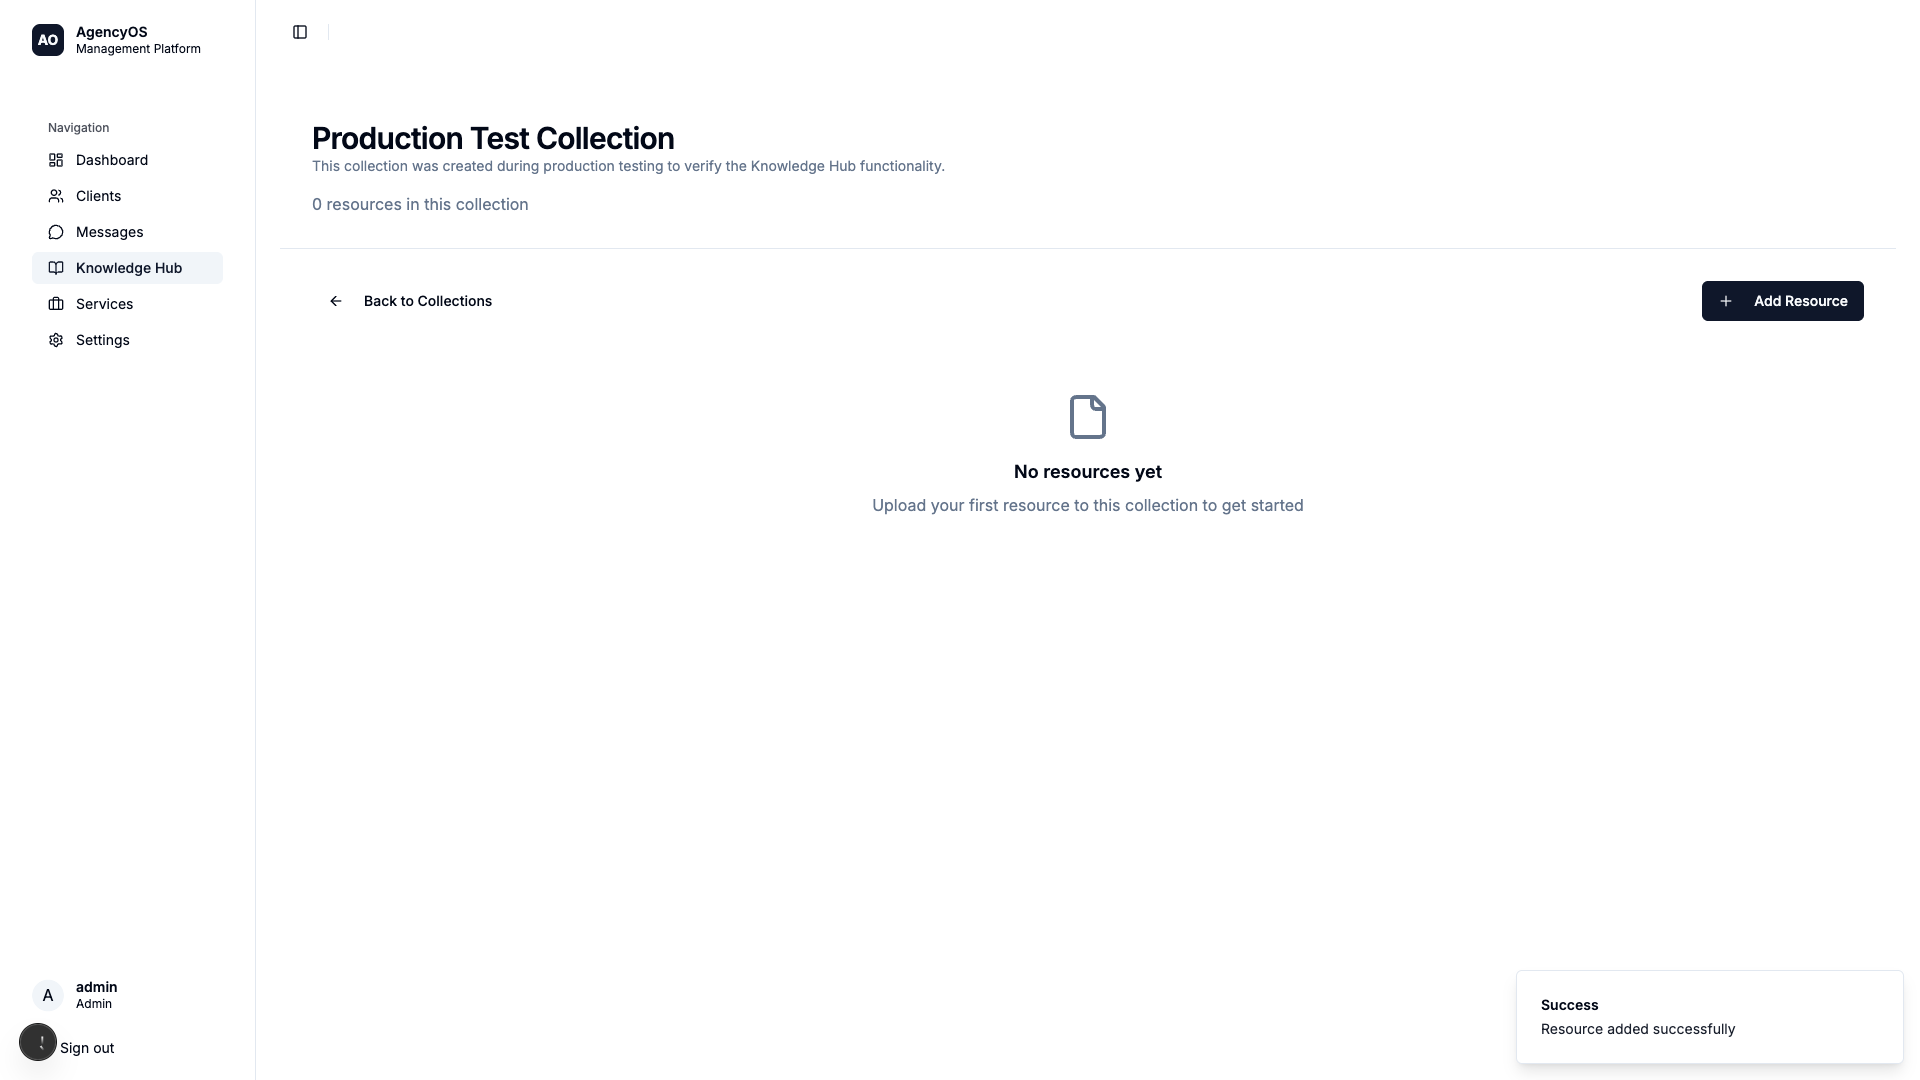 AO
AgencyOS
Management Platform
Navigation
Dashboard
Clients
Messages
Knowledge Hub
Services
Settings
A
admin
Admin
Sign out
Production Test Collection
This collection was created during production testing to verify the Knowledge Hub functionality.
0 resources in this collection
Back to Collections
Add Resource
No resources yet
Upload your first resource to this collection to get started
Success
Resource added successfully